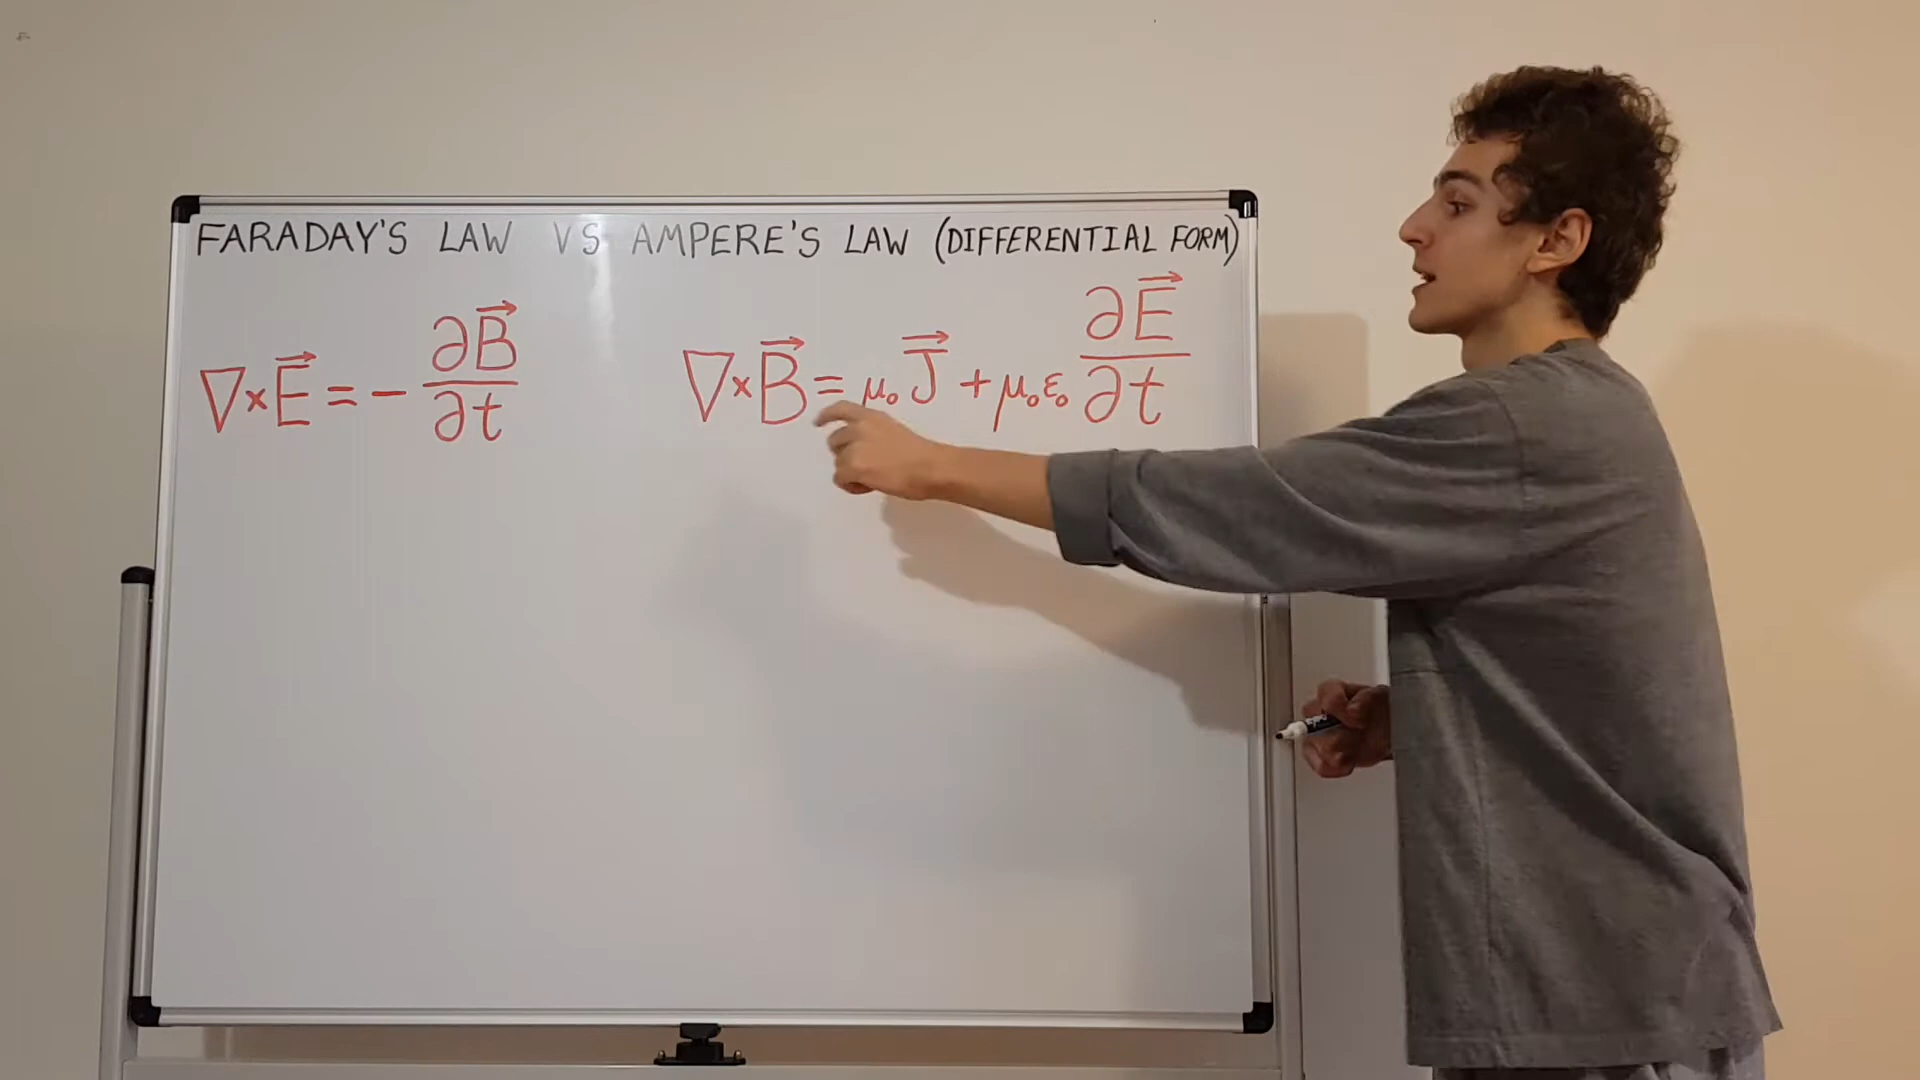 FARADAY'S LAW VS AMPERE'S LAW (DIFFERENTIAL FORM)
∇×E⃗ = - ∂B⃗/∂t
∇×B⃗ = μ₀J⃗ + μ₀ε₀ ∂E⃗/∂t